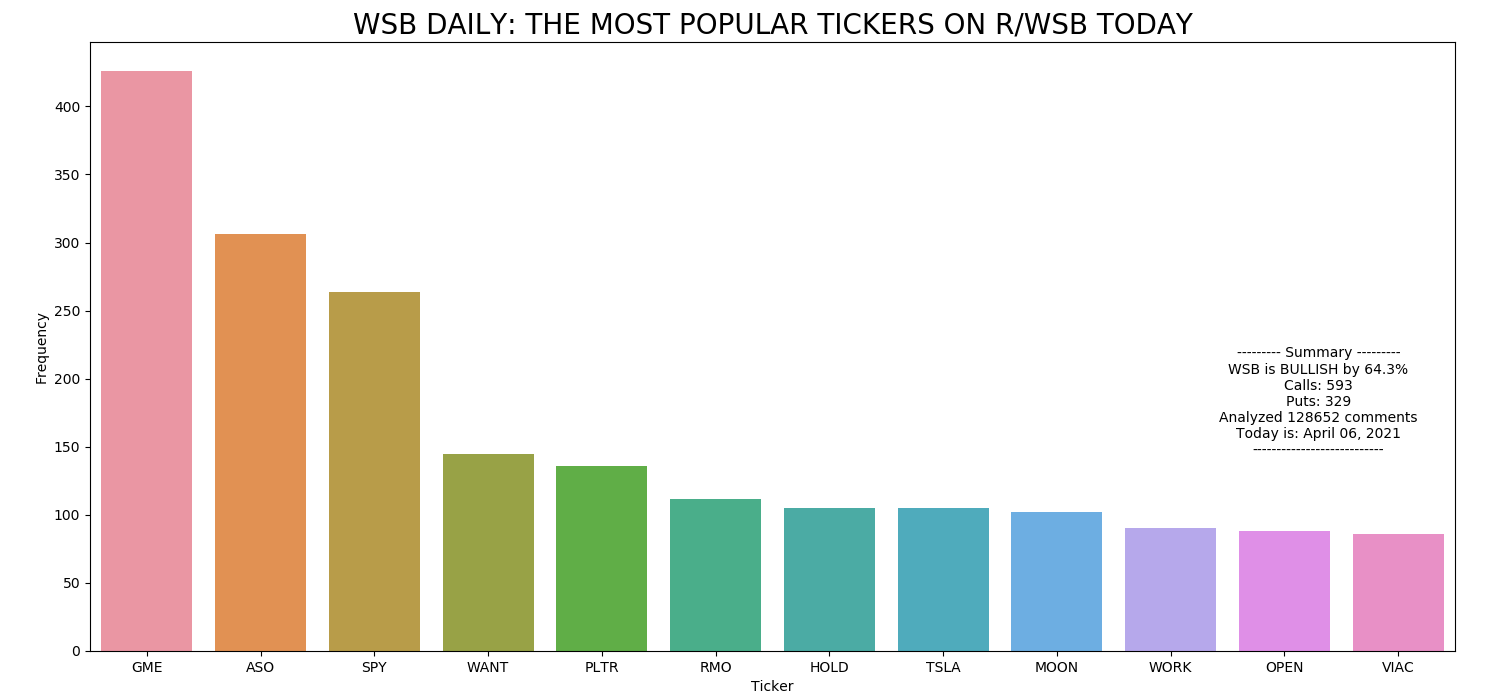 WSB DAILY: THE MOST POPULAR TICKERS ON R/WSB TODAY
Frequency
400
350
300
250
200
150
100
50
0
--------- Summary ---------
WSB is BULLISH by 64.3%
Calls: 593
Puts: 329
Analyzed 128652 comments
Today is: April 06, 2021
---------------------------
GME ASO SPY WANT PLTR RMO HOLD TSLA MOON WORK OPEN VIAC
Ticker